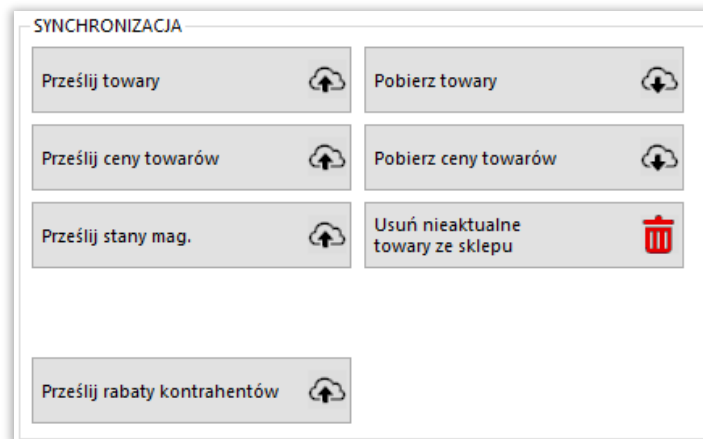 SYNCHRONIZACJA
Prześlij towary
Pobierz towary
Prześlij ceny towarów
Pobierz ceny towarów
Prześlij stany mag.
Usuń nieaktualne
towary ze sklepu
Prześlij rabaty kontrahentów